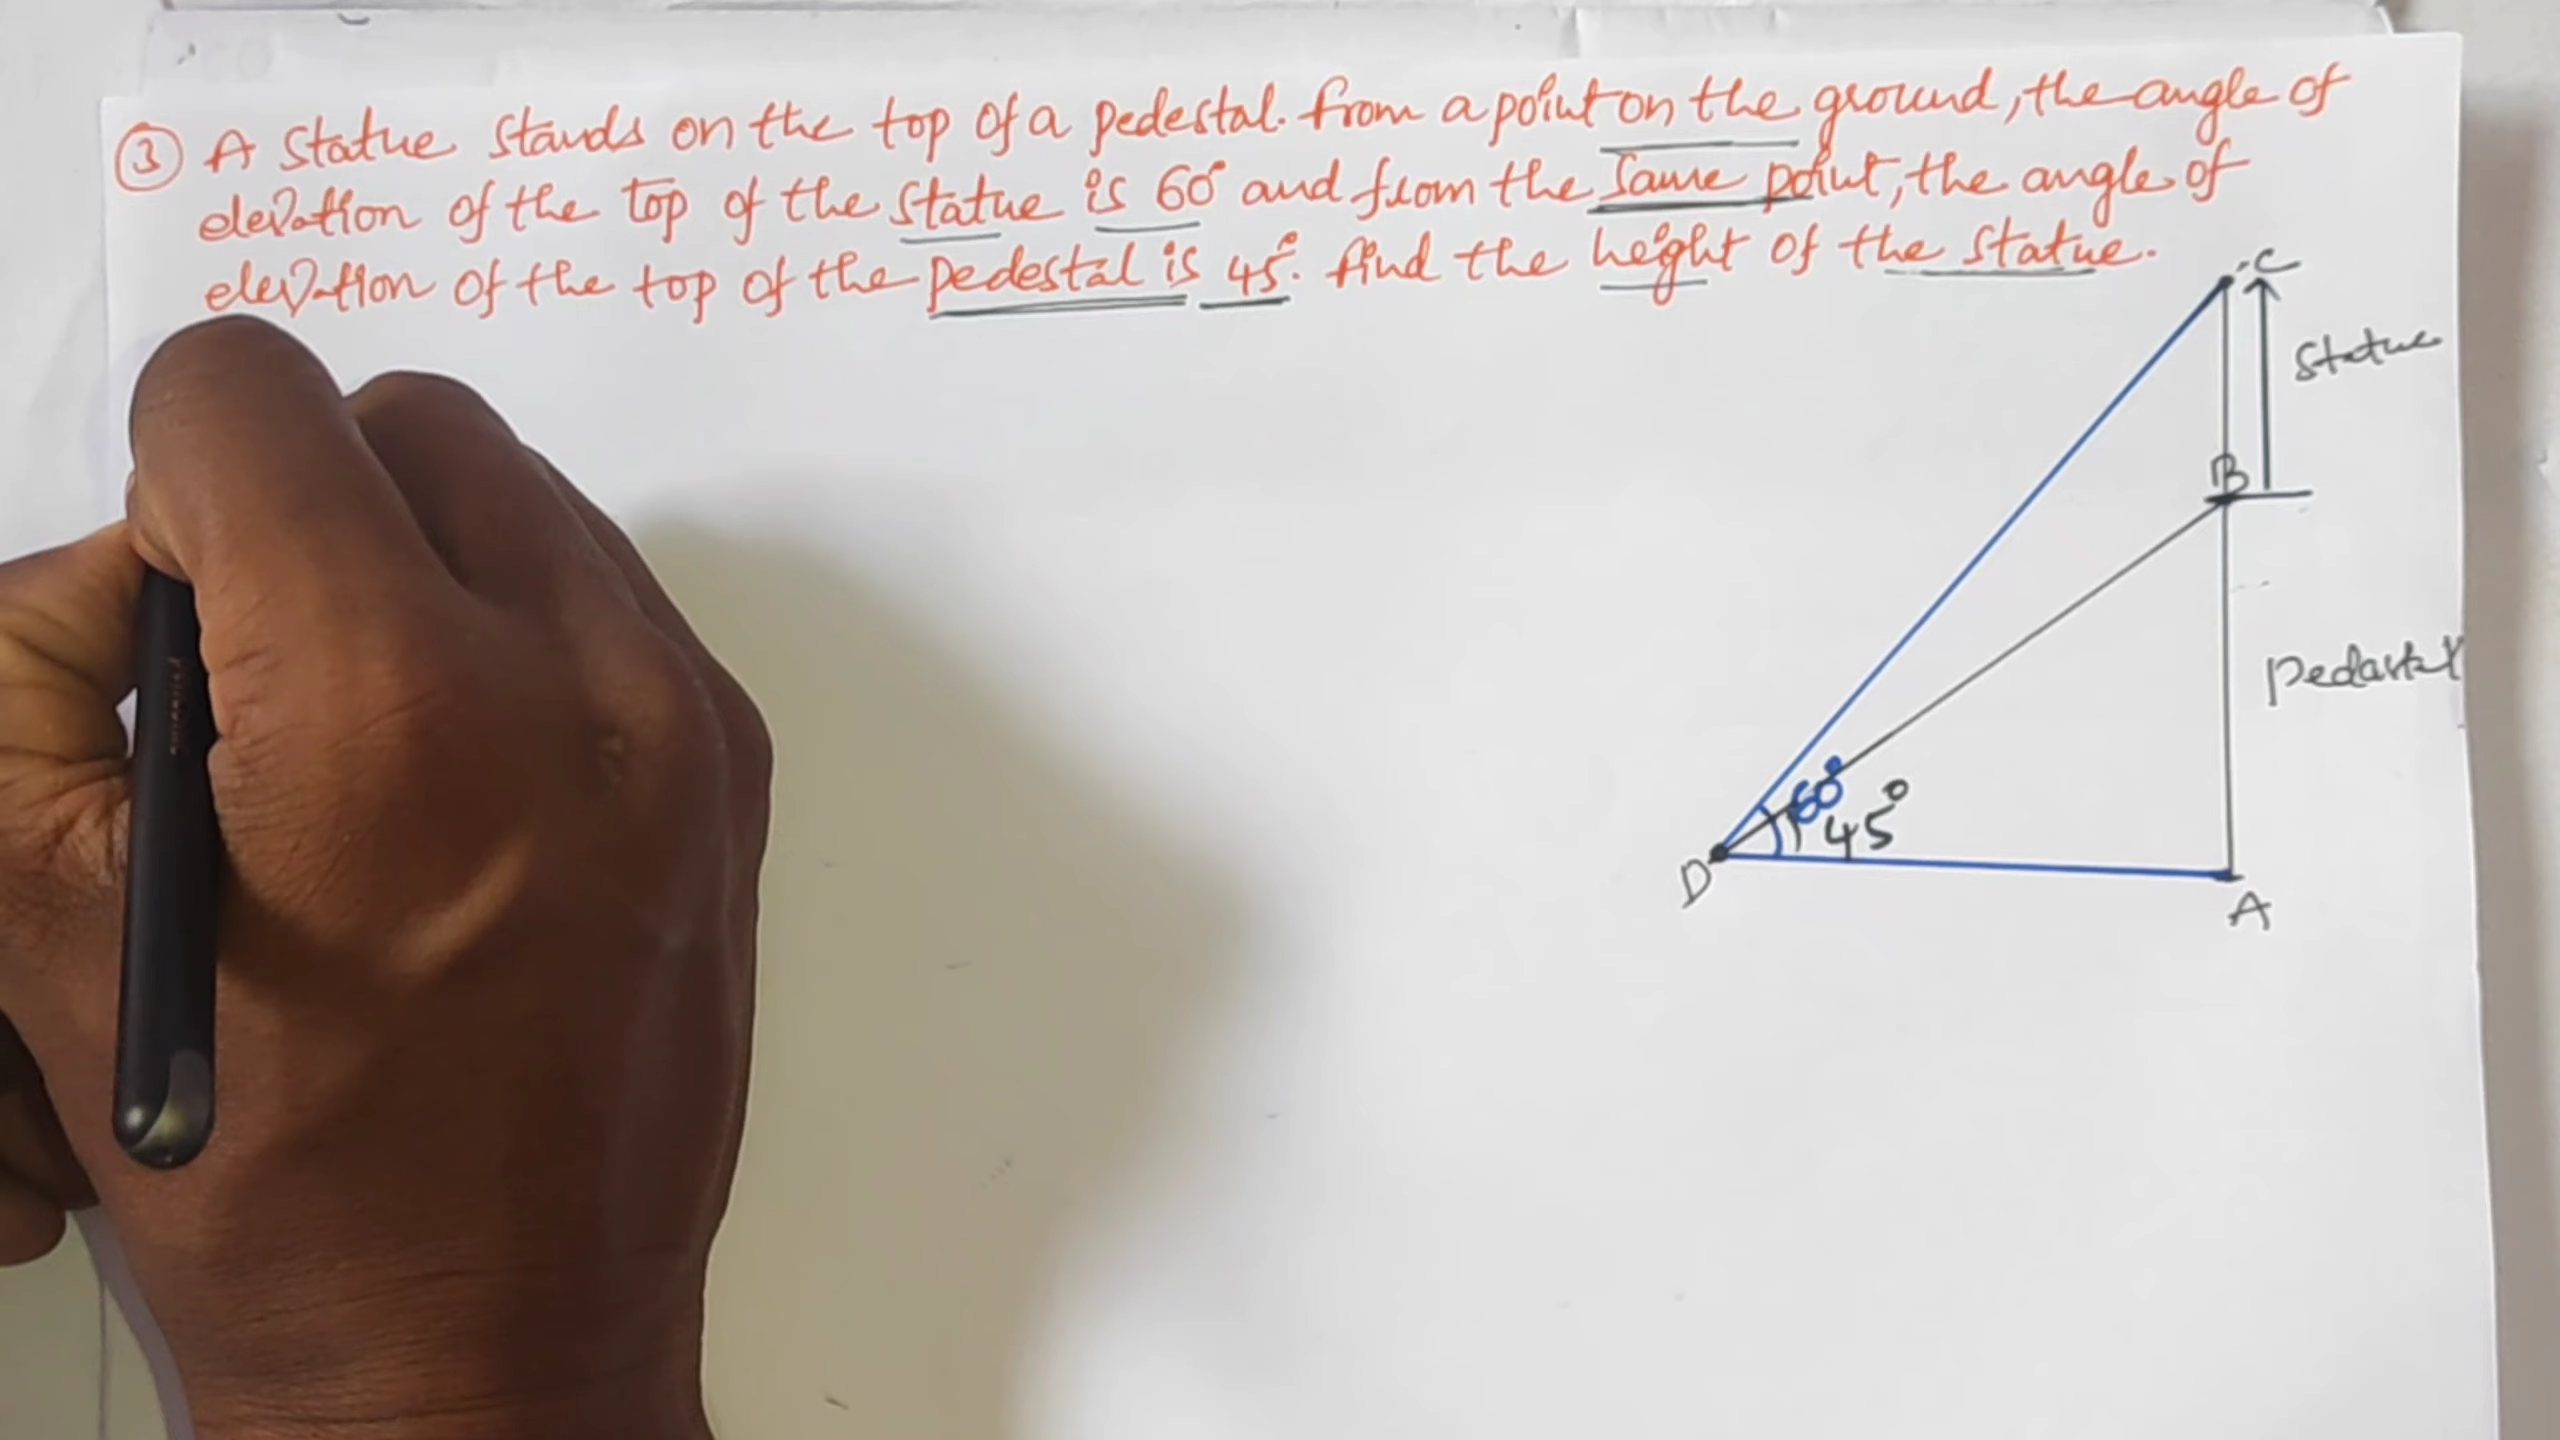 ③ A Statue Stands on the top of a pedestal. From a point on the ground, the angle of
elevation of the top of the statue is 60° and from the same point, the angle of
elevation of the top of the pedestal is 45°. Find the height of the statue.
C
Statue
B
Pedastal
60°
45°
D
A